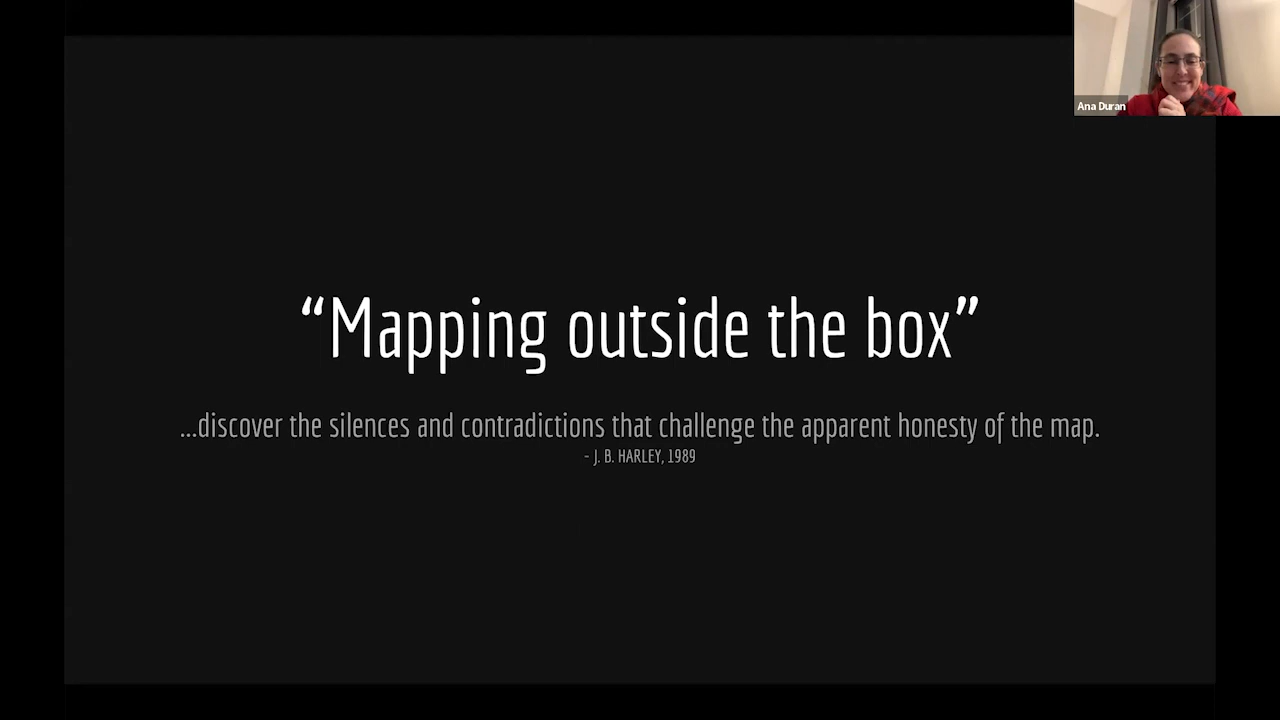 Ana Duran
“Mapping outside the box”
...discover the silences and contradictions that challenge the apparent honesty of the map.
- J. B. HARLEY, 1989